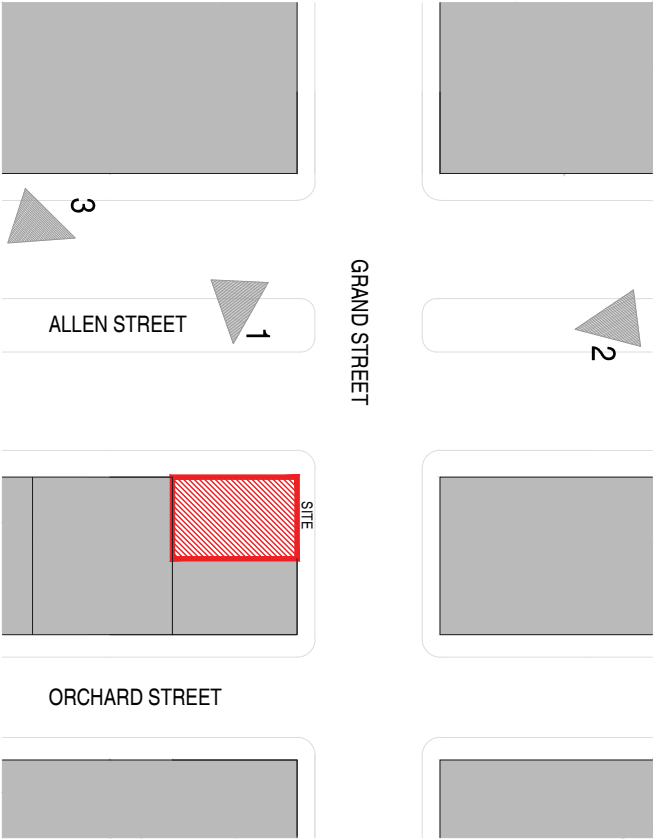 3
ALLEN STREET
1
GRAND STREET
2
SITE
ORCHARD STREET